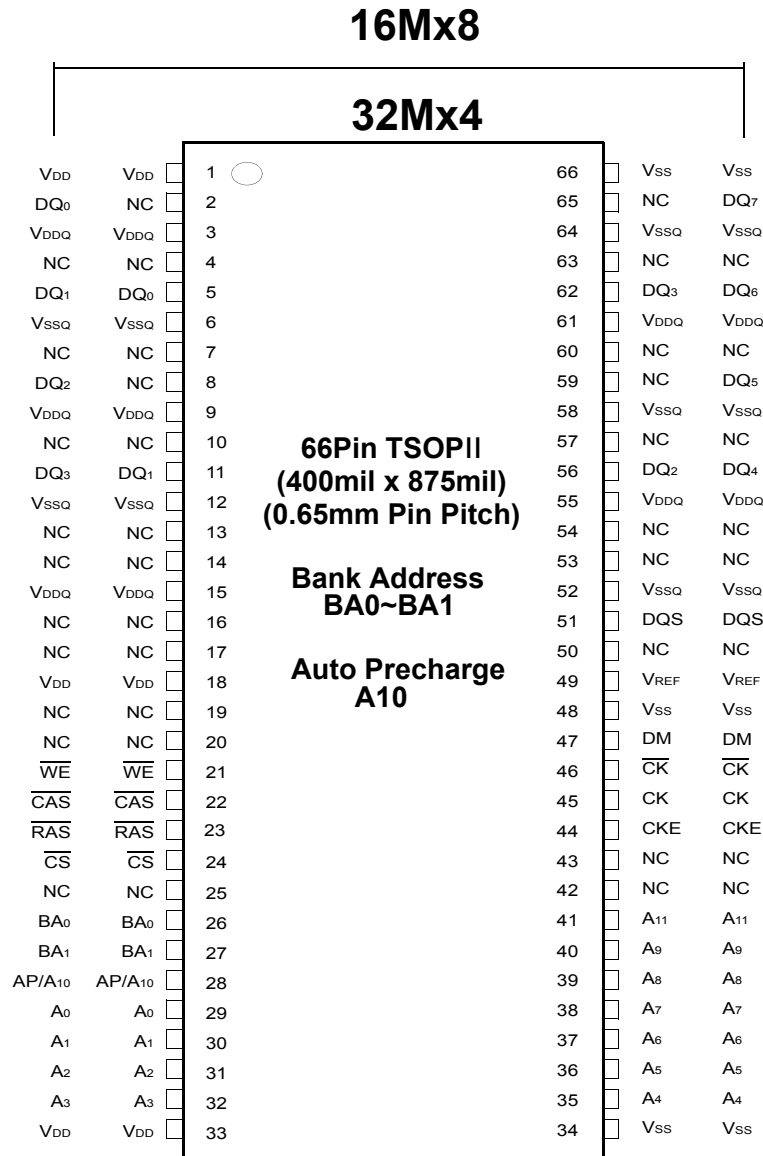 16Mx8
32Mx4
VDD VDD 1 66 VSS VSS
DQ0 NC 2 65 NC DQ7
VDDQ VDDQ 3 64 VSSQ VSSQ
NC NC 4 63 NC NC
DQ1 DQ0 5 62 DQ3 DQ6
VSSQ VSSQ 6 61 VDDQ VDDQ
NC NC 7 60 NC NC
DQ2 NC 8 59 NC DQ5
VDDQ VDDQ 9 58 VSSQ VSSQ
NC NC 10 57 NC NC
DQ3 DQ1 11 56 DQ2 DQ4
VSSQ VSSQ 12 55 VDDQ VDDQ
NC NC 13 54 NC NC
NC NC 14 53 NC NC
VDDQ VDDQ 15 52 VSSQ VSSQ
NC NC 16 51 DQS DQS
NC NC 17 50 NC NC
VDD VDD 18 49 VREF VREF
NC NC 19 48 VSS VSS
NC NC 20 47 DM DM
W̅E̅ W̅E̅ 21 46 C̅K̅ C̅K̅
C̅A̅S̅ C̅A̅S̅ 22 45 CK CK
R̅A̅S̅ R̅A̅S̅ 23 44 CKE CKE
C̅S̅ C̅S̅ 24 43 NC NC
NC NC 25 42 NC NC
BA0 BA0 26 41 A11 A11
BA1 BA1 27 40 A9 A9
AP/A10 AP/A10 28 39 A8 A8
A0 A0 29 38 A7 A7
A1 A1 30 37 A6 A6
A2 A2 31 36 A5 A5
A3 A3 32 35 A4 A4
VDD VDD 33 34 VSS VSS
66Pin TSOPII
(400mil x 875mil)
(0.65mm Pin Pitch)
Bank Address
BA0~BA1
Auto Precharge
A10